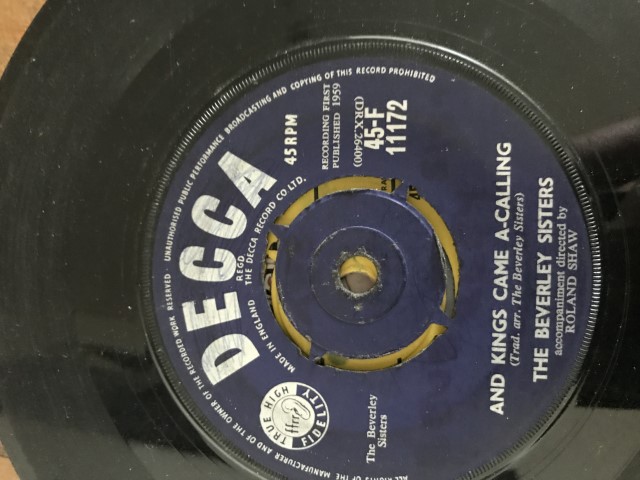 ALL RIGHTS OF THE MANUFACTURER AND OF THE OWNER OF THE RECORDED WORK RESERVED · UNAUTHORISED PUBLIC PERFORMANCE BROADCASTING AND COPYING OF THIS RECORD PROHIBITED
DECCA
REGD.
THE DECCA RECORD CO LTD.
MADE IN ENGLAND
TRUE HIGH FIDELITY
ffrr
45 RPM
RECORDING FIRST
PUBLISHED 1959
(DRX.26400)
45-F
11172
The Beverley
Sisters
AND KINGS CAME A-CALLING
(Trad. arr. The Beverley Sisters)
THE BEVERLEY SISTERS
accompaniment directed by
ROLAND SHAW